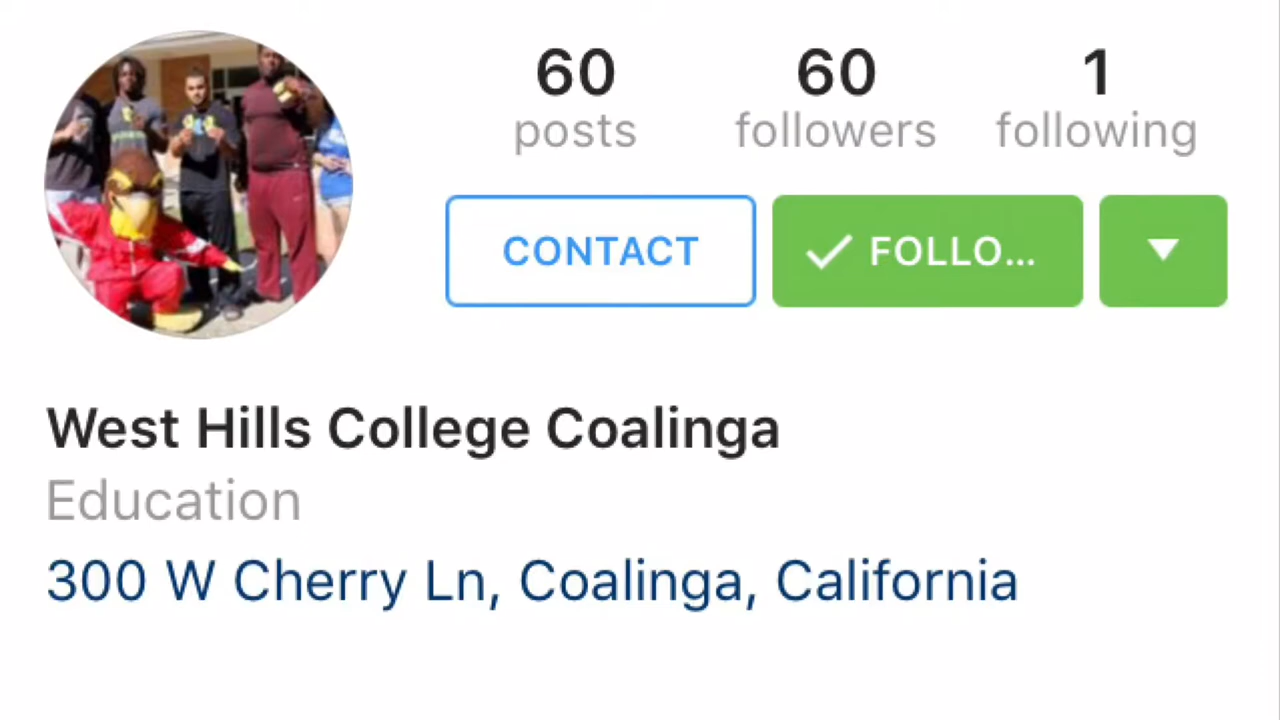 60 60 1
posts followers following
CONTACT FOLLO...
West Hills College Coalinga
Education
300 W Cherry Ln, Coalinga, California